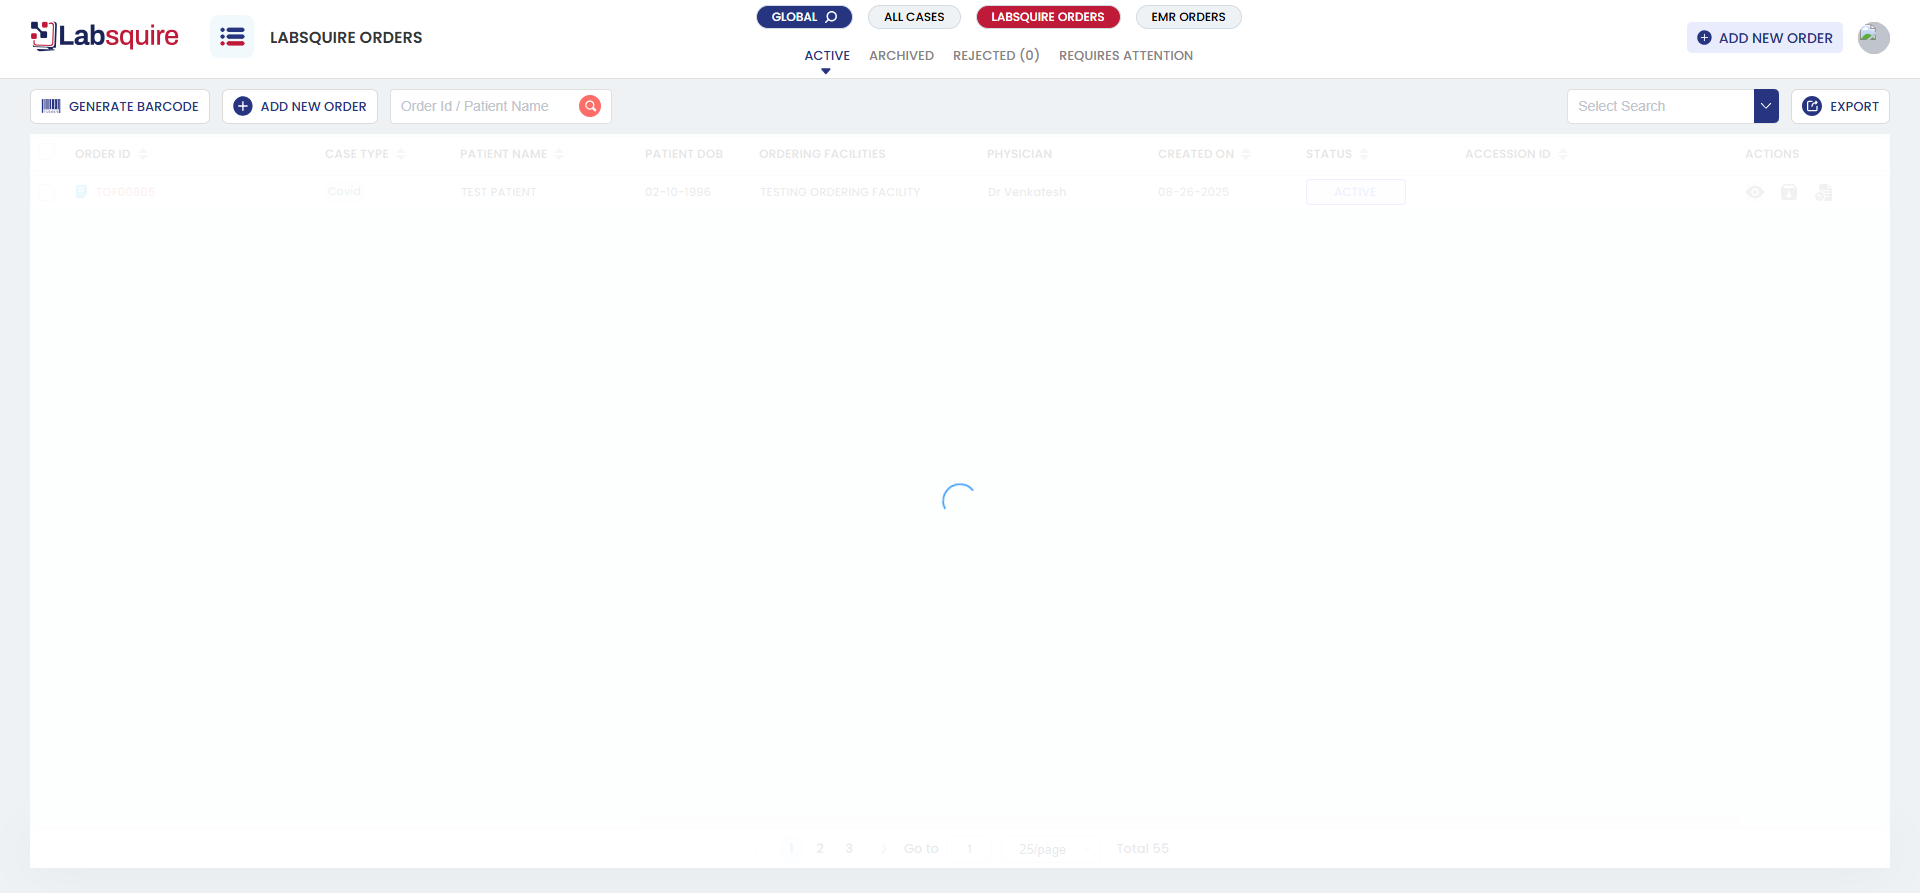 Labsquire
LABSQUIRE ORDERS
GLOBAL
ALL CASES
LABSQUIRE ORDERS
EMR ORDERS
ACTIVE
ARCHIVED
REJECTED (0)
REQUIRES ATTENTION
ADD NEW ORDER
GENERATE BARCODE
ADD NEW ORDER
Order Id / Patient Name
Select Search
EXPORT
ORDER ID
CASE TYPE
PATIENT NAME
PATIENT DOB
ORDERING FACILITIES
PHYSICIAN
CREATED ON
STATUS
ACCESSION ID
ACTIONS
TOF00805
Covid
TEST PATIENT
02-10-1996
TESTING ORDERING FACILITY
Dr Venkatesh
08-26-2025
ACTIVE
1
2
3
Go to
1
25/page
Total 55